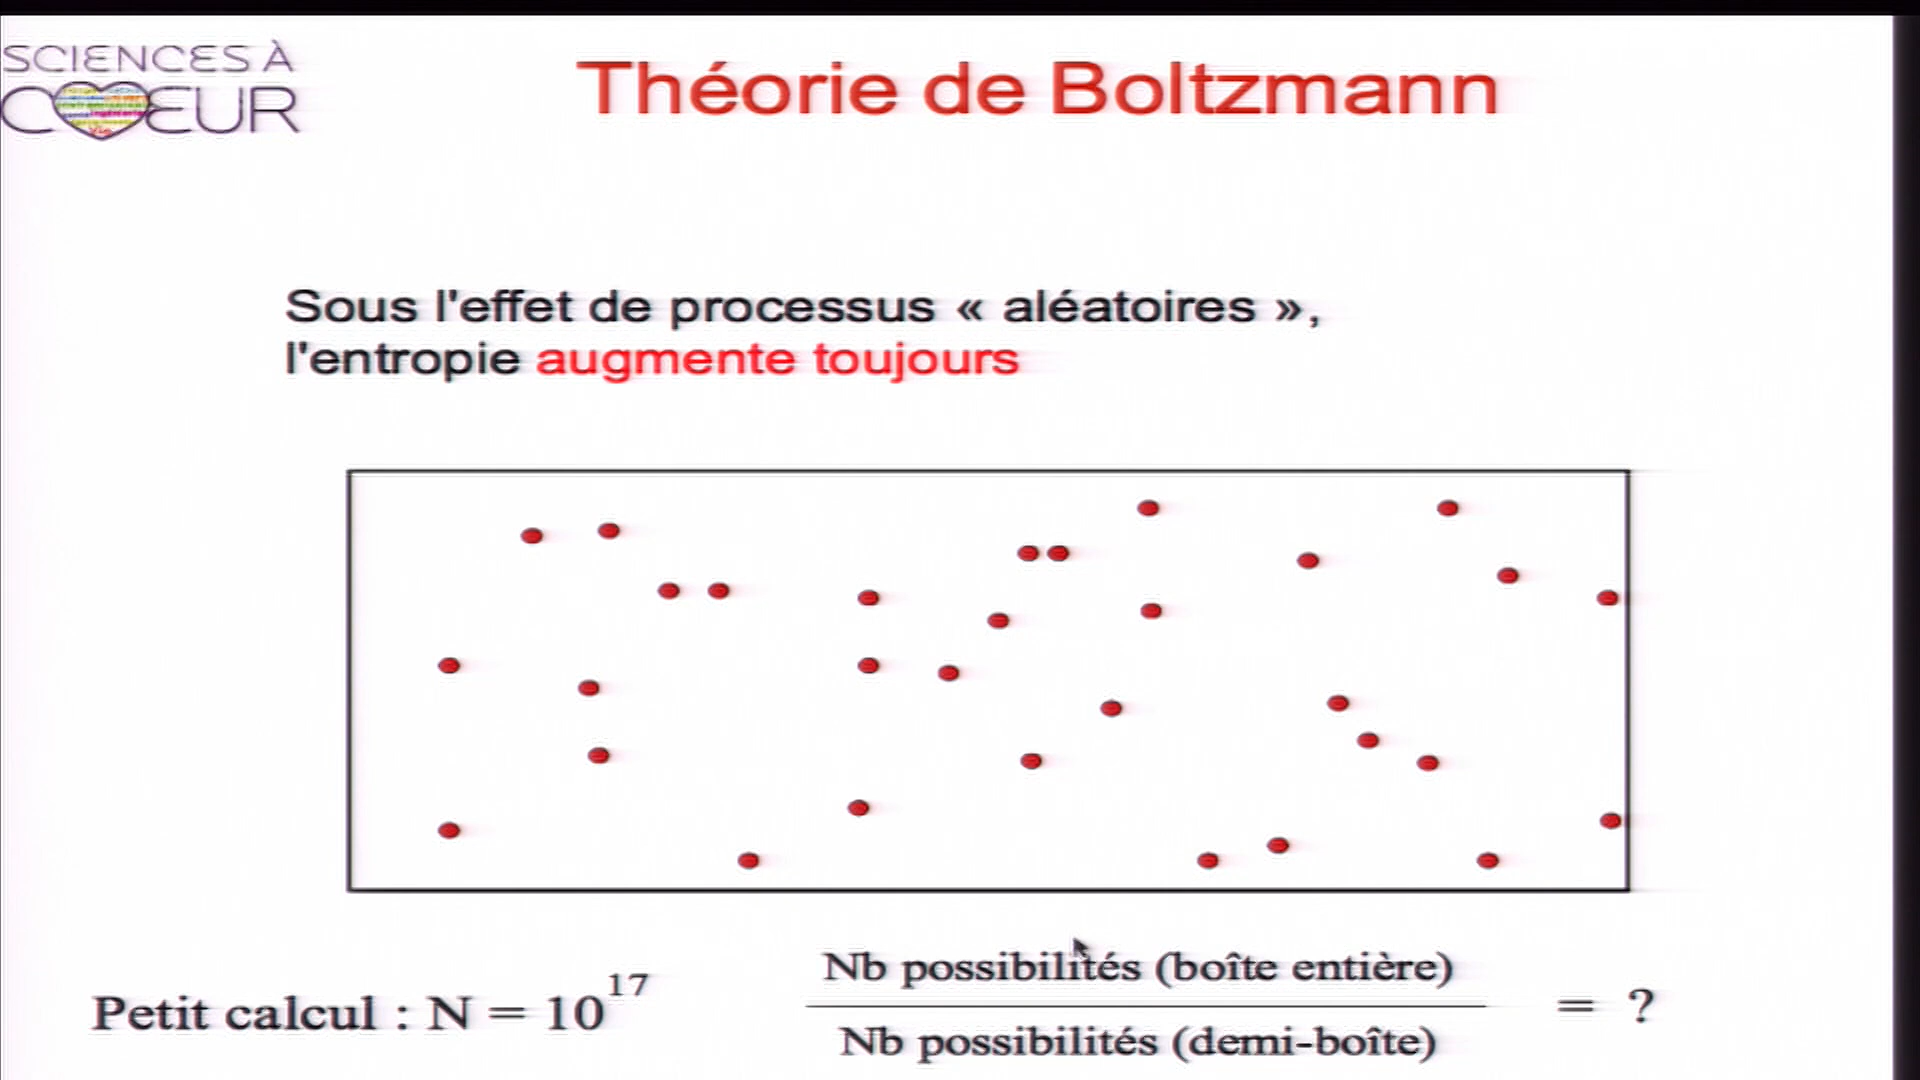 SCIENCES À
CŒUR
Théorie de Boltzmann
Sous l'effet de processus « aléatoires »,
l'entropie augmente toujours
Petit calcul : N = 10^17
Nb possibilités (boîte entière)
= ?
Nb possibilités (demi-boîte)